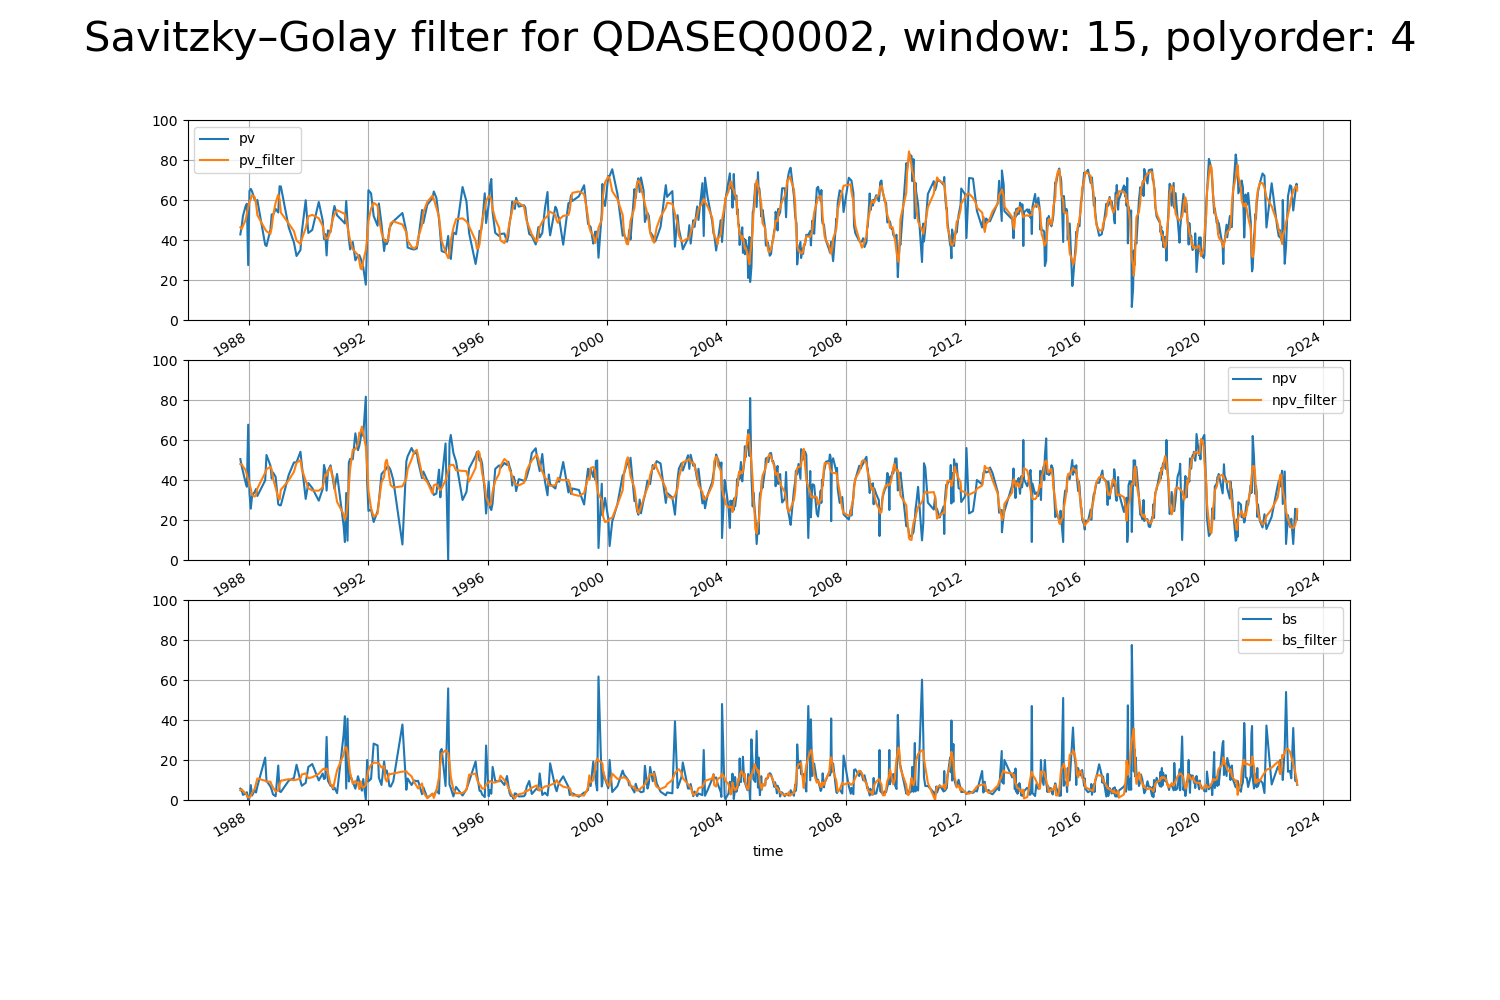 Savitzky–Golay filter for QDASEQ0002, window: 15, polyorder: 4
100
80
60
40
20
0
pv
pv_filter
1988 1992 1996 2000 2004 2008 2012 2016 2020 2024
100
80
60
40
20
0
npv
npv_filter
1988 1992 1996 2000 2004 2008 2012 2016 2020 2024
100
80
60
40
20
0
bs
bs_filter
1988 1992 1996 2000 2004 2008 2012 2016 2020 2024
time